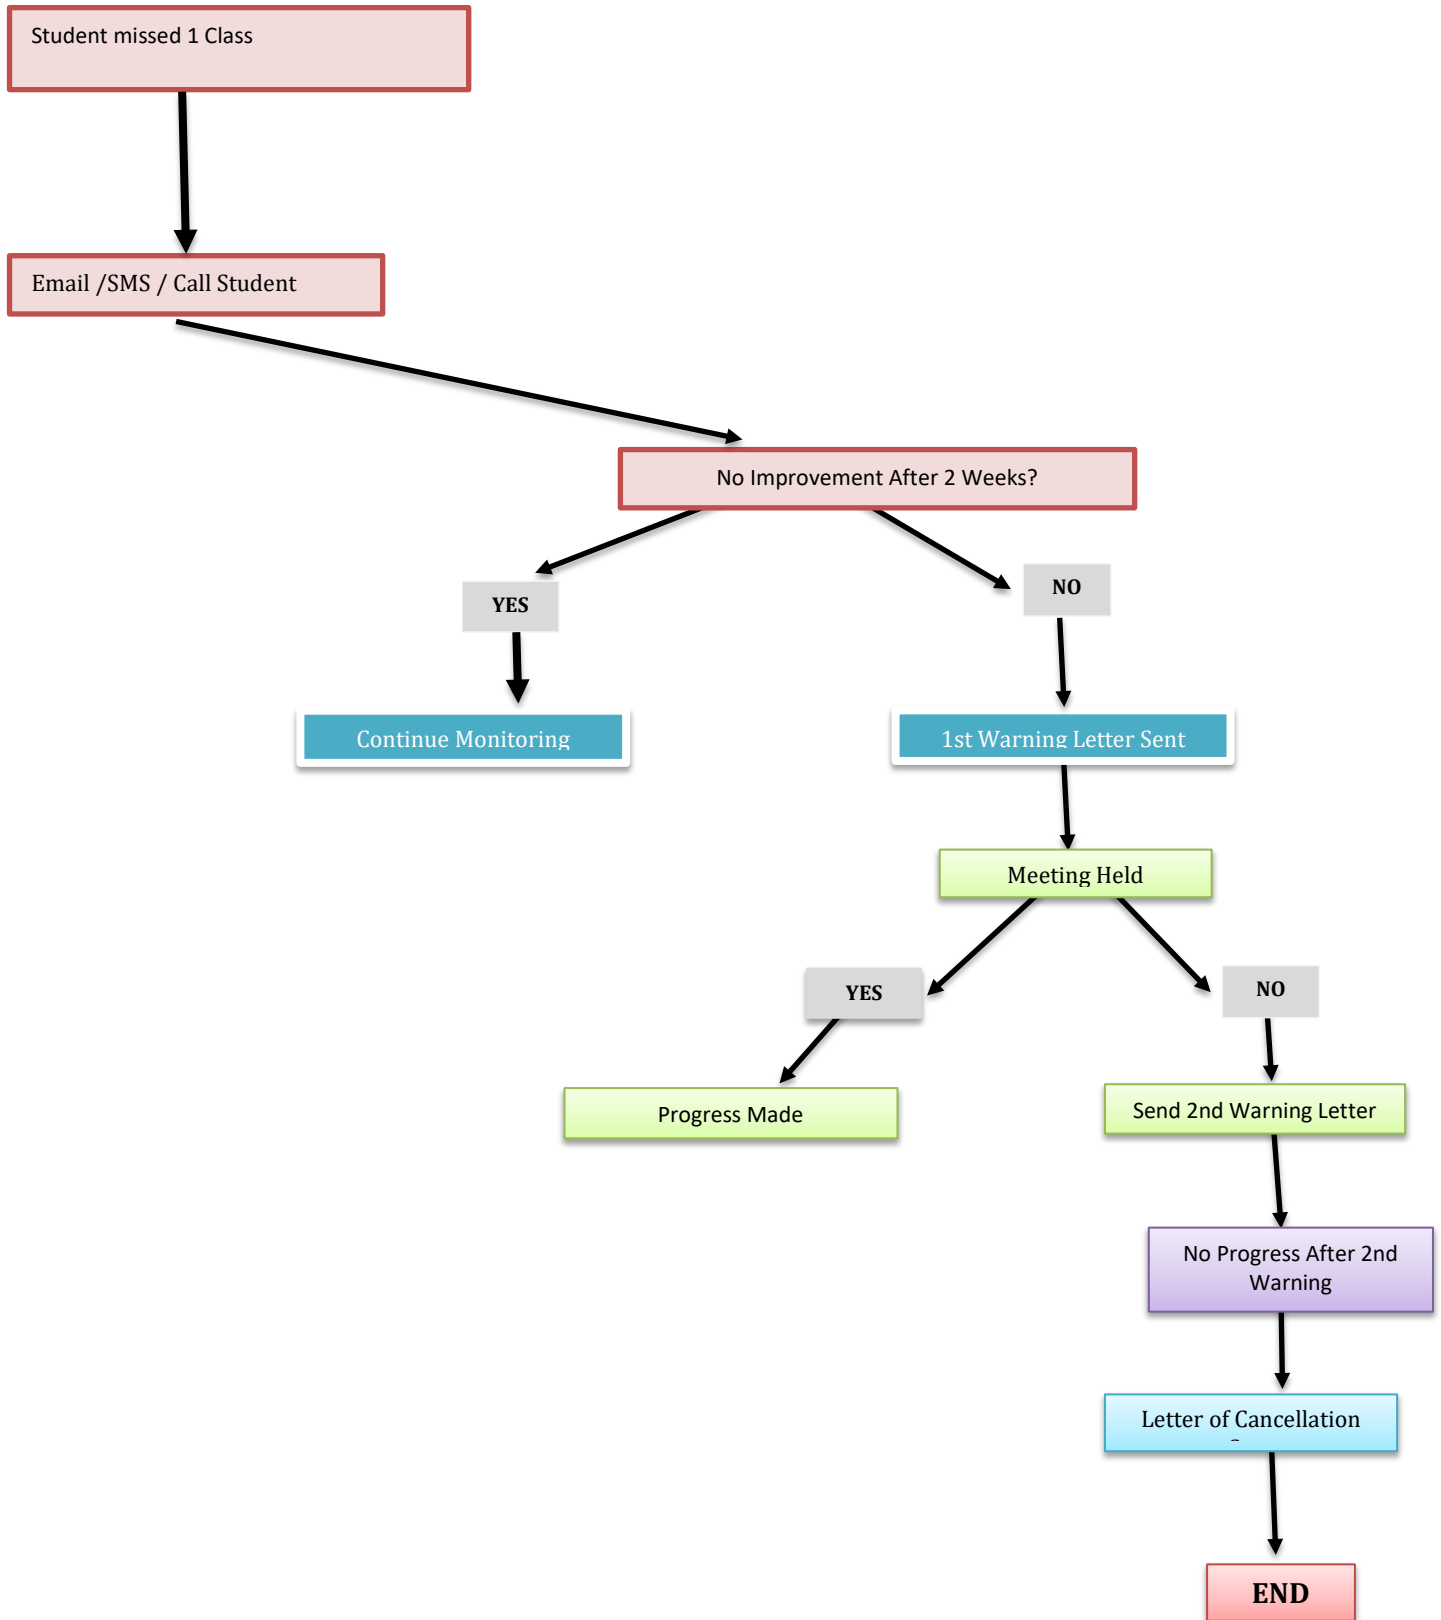 Student missed 1 Class
Email /SMS / Call Student
No Improvement After 2 Weeks?
YES
NO
Continue Monitoring
1st Warning Letter Sent
Meeting Held
YES
NO
Progress Made
Send 2nd Warning Letter
No Progress After 2nd
Warning
Letter of Cancellation
END